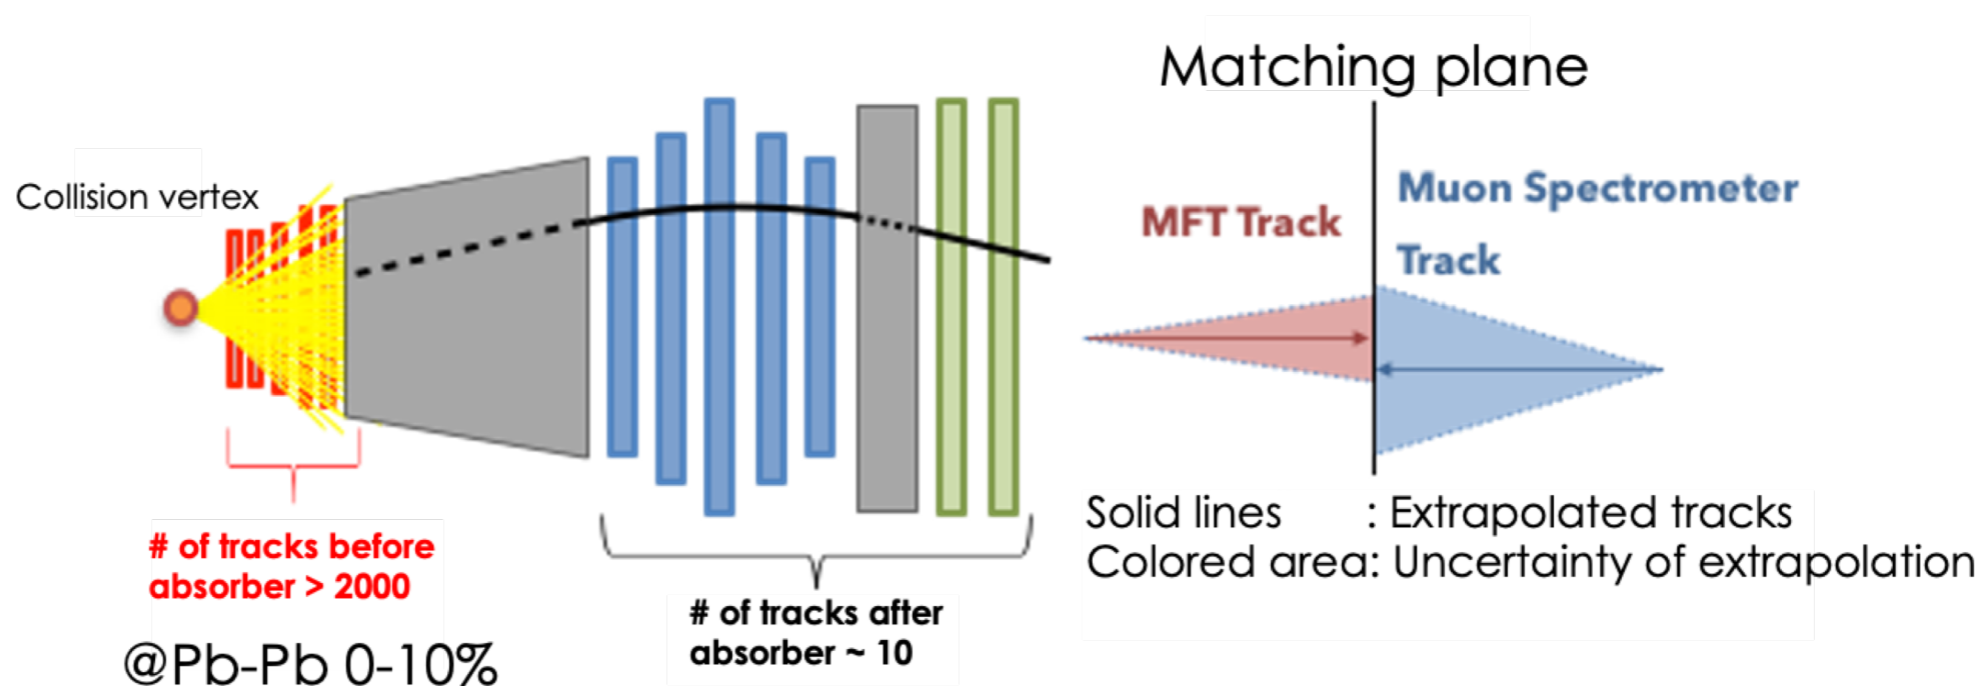 Matching plane
Collision vertex
MFT Track
Muon Spectrometer
Track
# of tracks before
absorber > 2000
@Pb-Pb 0-10%
# of tracks after
absorber ~ 10
Solid lines : Extrapolated tracks
Colored area: Uncertainty of extrapolation